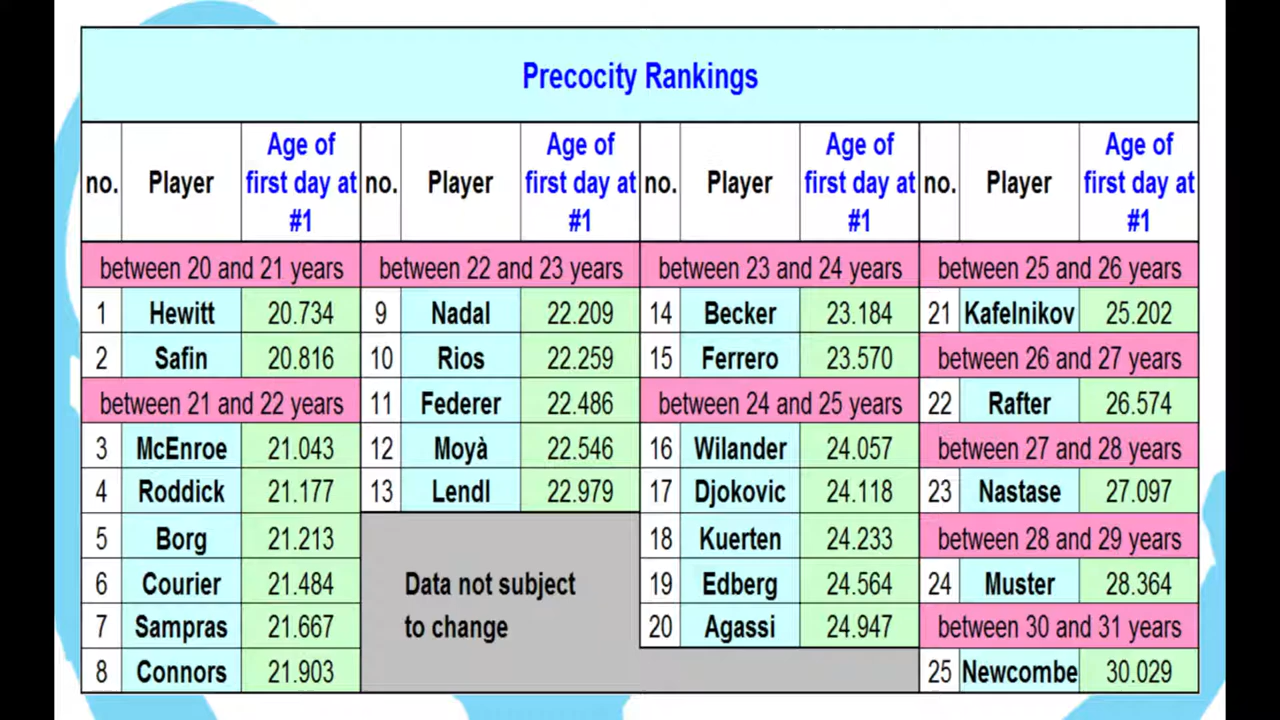 Precocity Rankings
no. Player Age of first day at #1 no. Player Age of first day at #1 no. Player Age of first day at #1 no. Player Age of first day at #1
between 20 and 21 years between 22 and 23 years between 23 and 24 years between 25 and 26 years
1 Hewitt 20.734 9 Nadal 22.209 14 Becker 23.184 21 Kafelnikov 25.202
2 Safin 20.816 10 Rios 22.259 15 Ferrero 23.570 between 26 and 27 years
between 21 and 22 years 11 Federer 22.486 between 24 and 25 years 22 Rafter 26.574
3 McEnroe 21.043 12 Moyà 22.546 16 Wilander 24.057 between 27 and 28 years
4 Roddick 21.177 13 Lendl 22.979 17 Djokovic 24.118 23 Nastase 27.097
5 Borg 21.213 18 Kuerten 24.233 between 28 and 29 years
6 Courier 21.484 Data not subject 19 Edberg 24.564 24 Muster 28.364
7 Sampras 21.667 to change 20 Agassi 24.947 between 30 and 31 years
8 Connors 21.903 25 Newcombe 30.029